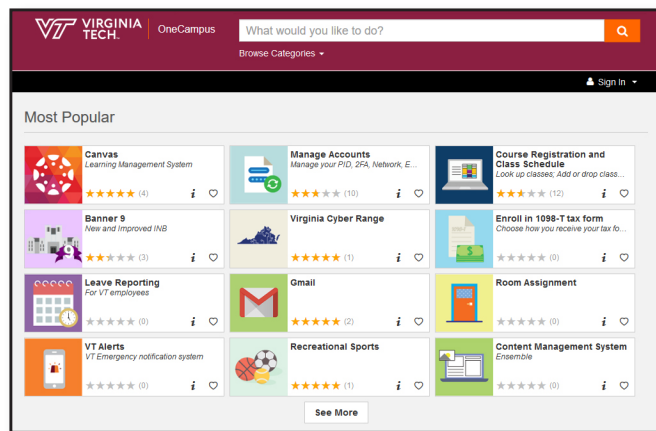 VT VIRGINIA TECH.
OneCampus
What would you like to do?
Browse Categories
Sign In
Most Popular
Canvas
Learning Management System
(4)
Manage Accounts
Manage your PID, 2FA, Network, E...
(10)
Course Registration and
Class Schedule
Look up classes; Add or drop class...
(12)
Banner 9
New and Improved INB
(3)
Virginia Cyber Range
(1)
Enroll in 1098-T tax form
Choose how you receive your tax fo...
(0)
Leave Reporting
For VT employees
(0)
Gmail
(2)
Room Assignment
(0)
VT Alerts
VT Emergency notification system
(0)
Recreational Sports
(1)
Content Management System
Ensemble
(0)
See More